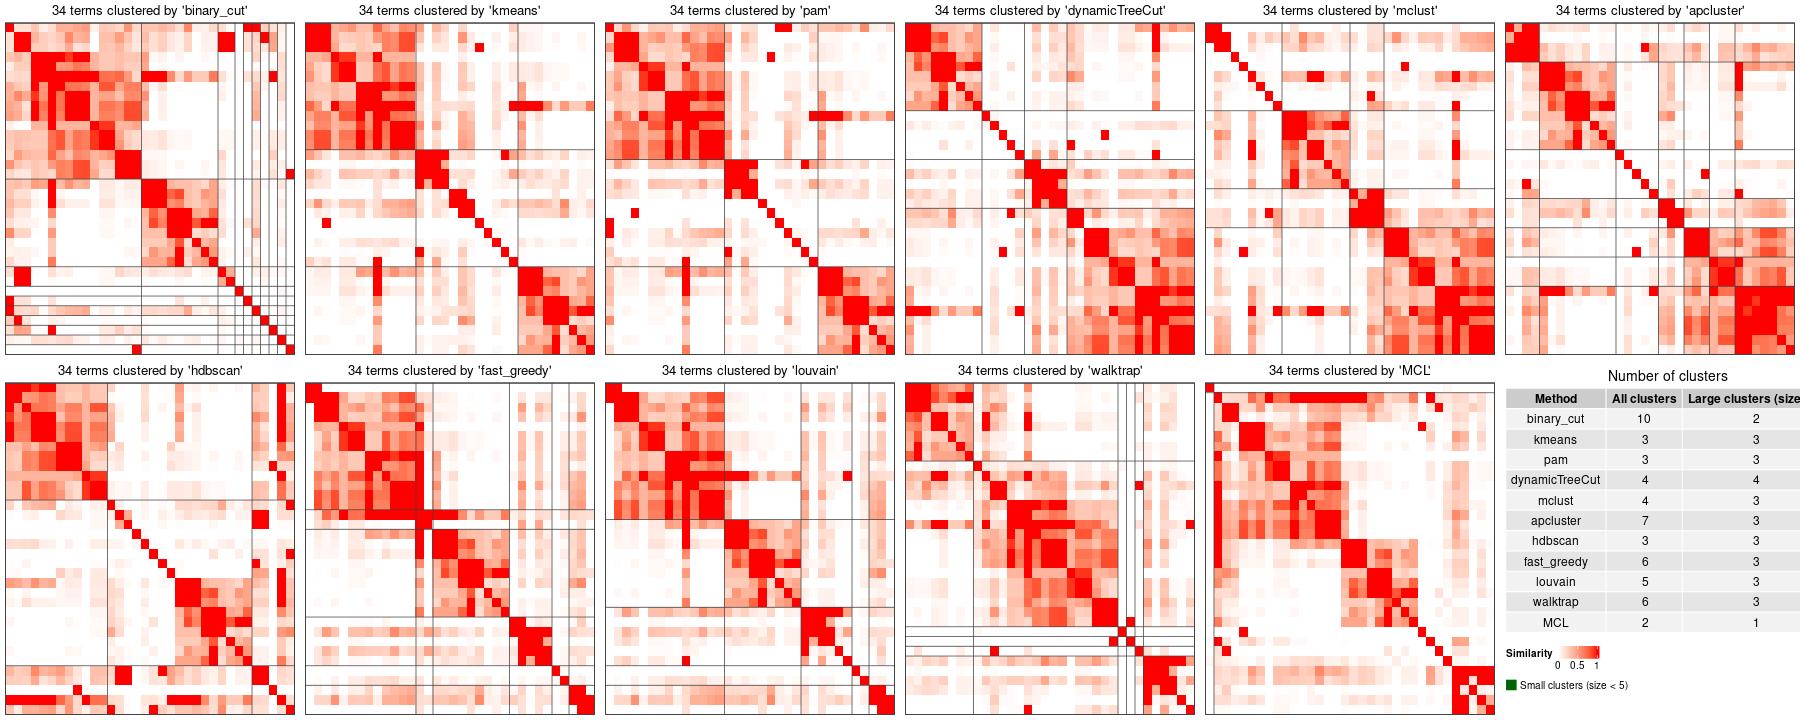 34 terms clustered by 'binary_cut'
34 terms clustered by 'kmeans'
34 terms clustered by 'pam'
34 terms clustered by 'dynamicTreeCut'
34 terms clustered by 'mclust'
34 terms clustered by 'apcluster'
34 terms clustered by 'hdbscan'
34 terms clustered by 'fast_greedy'
34 terms clustered by 'louvain'
34 terms clustered by 'walktrap'
34 terms clustered by 'MCL'
Number of clusters
Method All clusters Large clusters (size
binary_cut 10 2
kmeans 3 3
pam 3 3
dynamicTreeCut 4 4
mclust 4 3
apcluster 7 3
hdbscan 3 3
fast_greedy 6 3
louvain 5 3
walktrap 6 3
MCL 2 1
Similarity
0 0.5 1
Small clusters (size < 5)